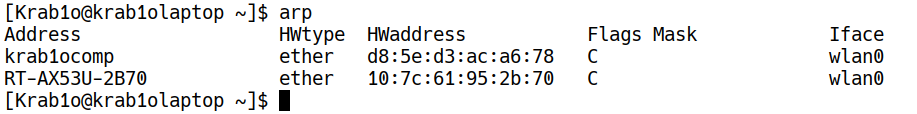 [Krab1o@krab1olaptop ~]$ arp
Address                  HWtype  HWaddress           Flags Mask            Iface
krab1ocomp               ether   d8:5e:d3:ac:a6:78   C                     wlan0
RT-AX53U-2B70            ether   10:7c:61:95:2b:70   C                     wlan0
[Krab1o@krab1olaptop ~]$